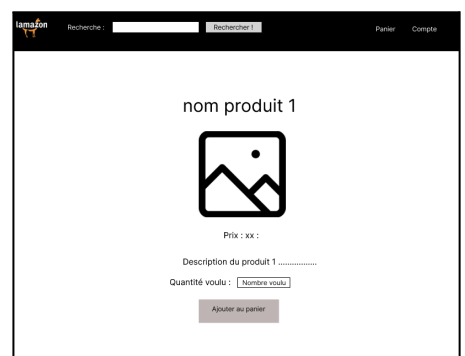 lamazon
Recherche :
Rechercher !
Panier
Compte
nom produit 1
Prix : xx :
Description du produit 1 ................
Quantité voulu :
Nombre voulu
Ajouter au panier